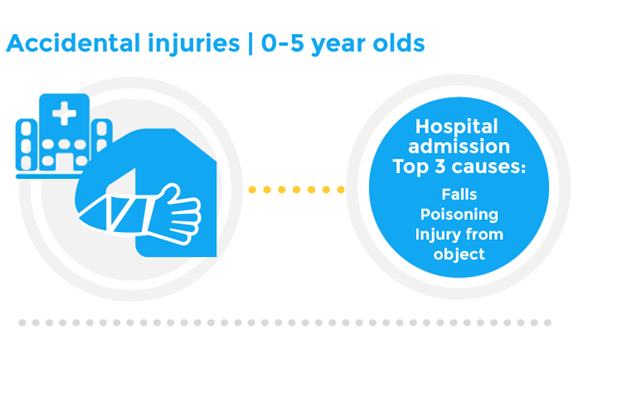 Accidental injuries | 0-5 year olds
Hospital
admission
Top 3 causes:
Falls
Poisoning
Injury from
object